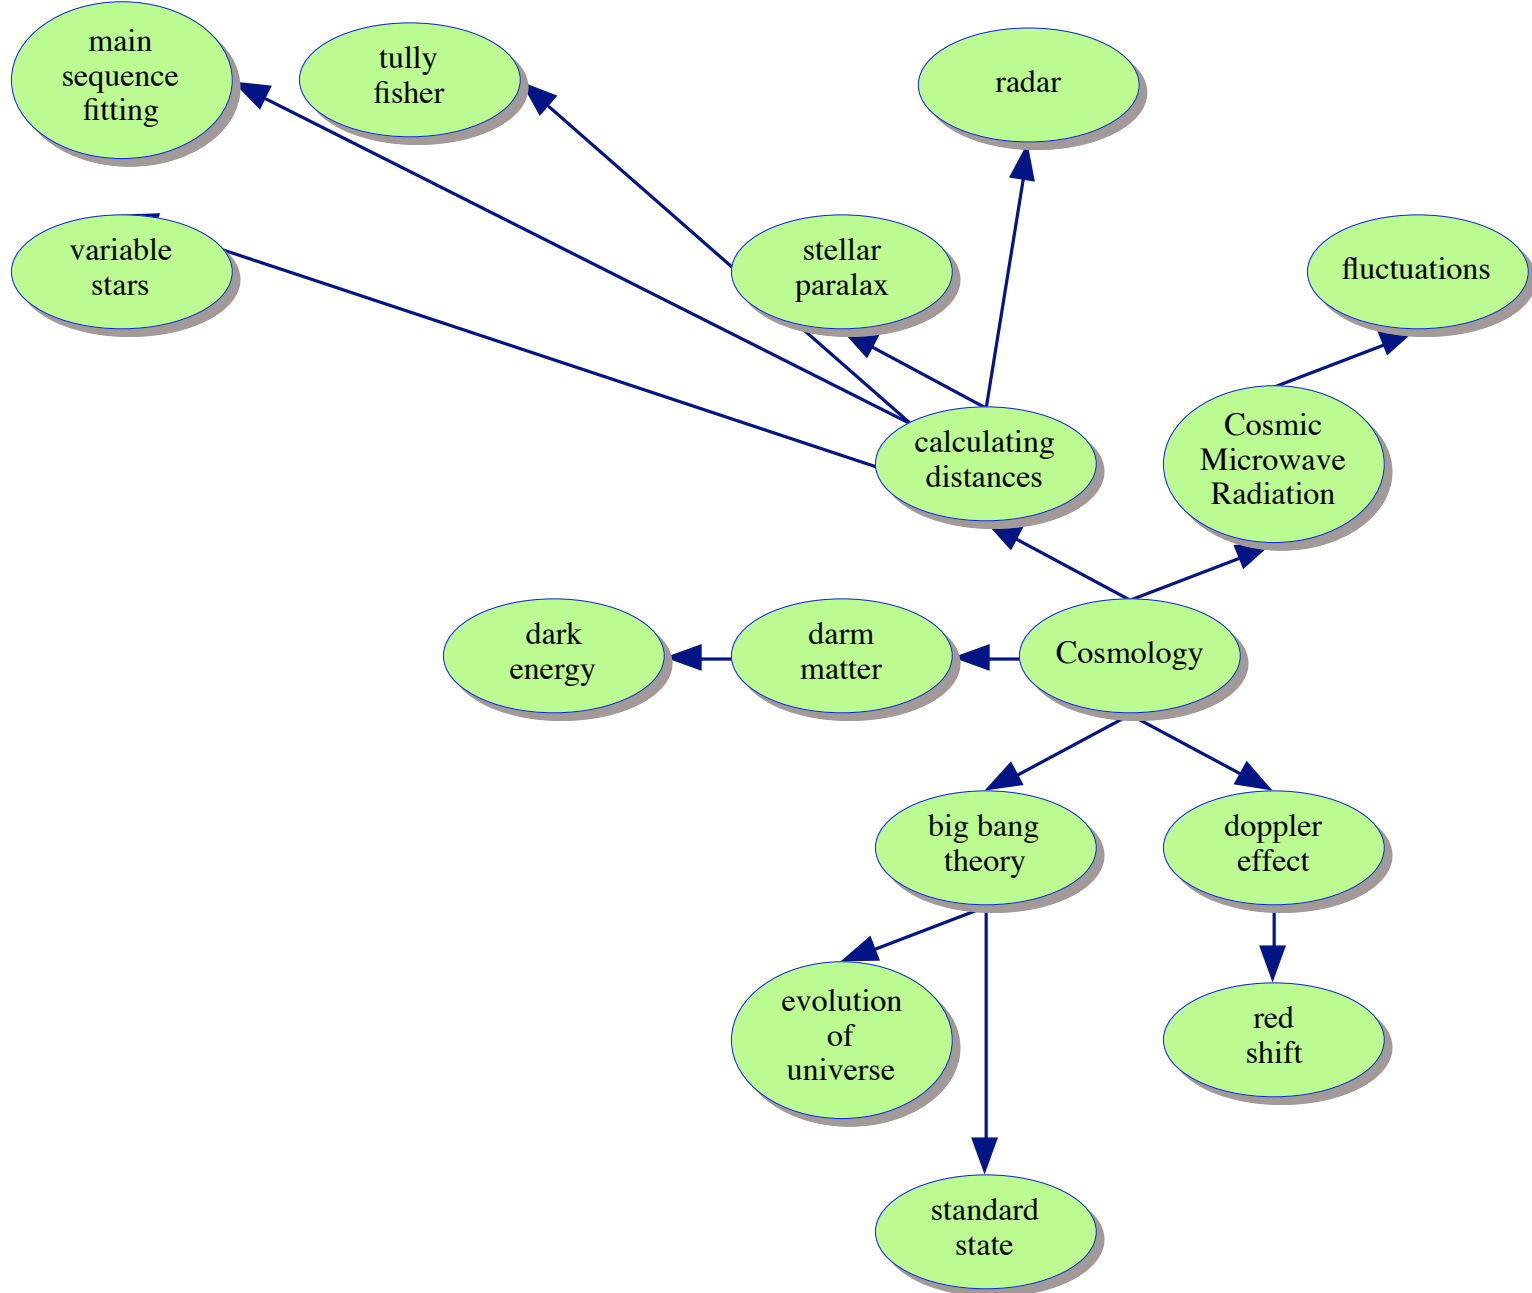 main
sequence
fitting
tully
fisher
radar
variable
stars
stellar
paralax
fluctuations
calculating
distances
Cosmic
Microwave
Radiation
dark
energy
darm
matter
Cosmology
big bang
theory
doppler
effect
evolution
of
universe
red
shift
standard
state